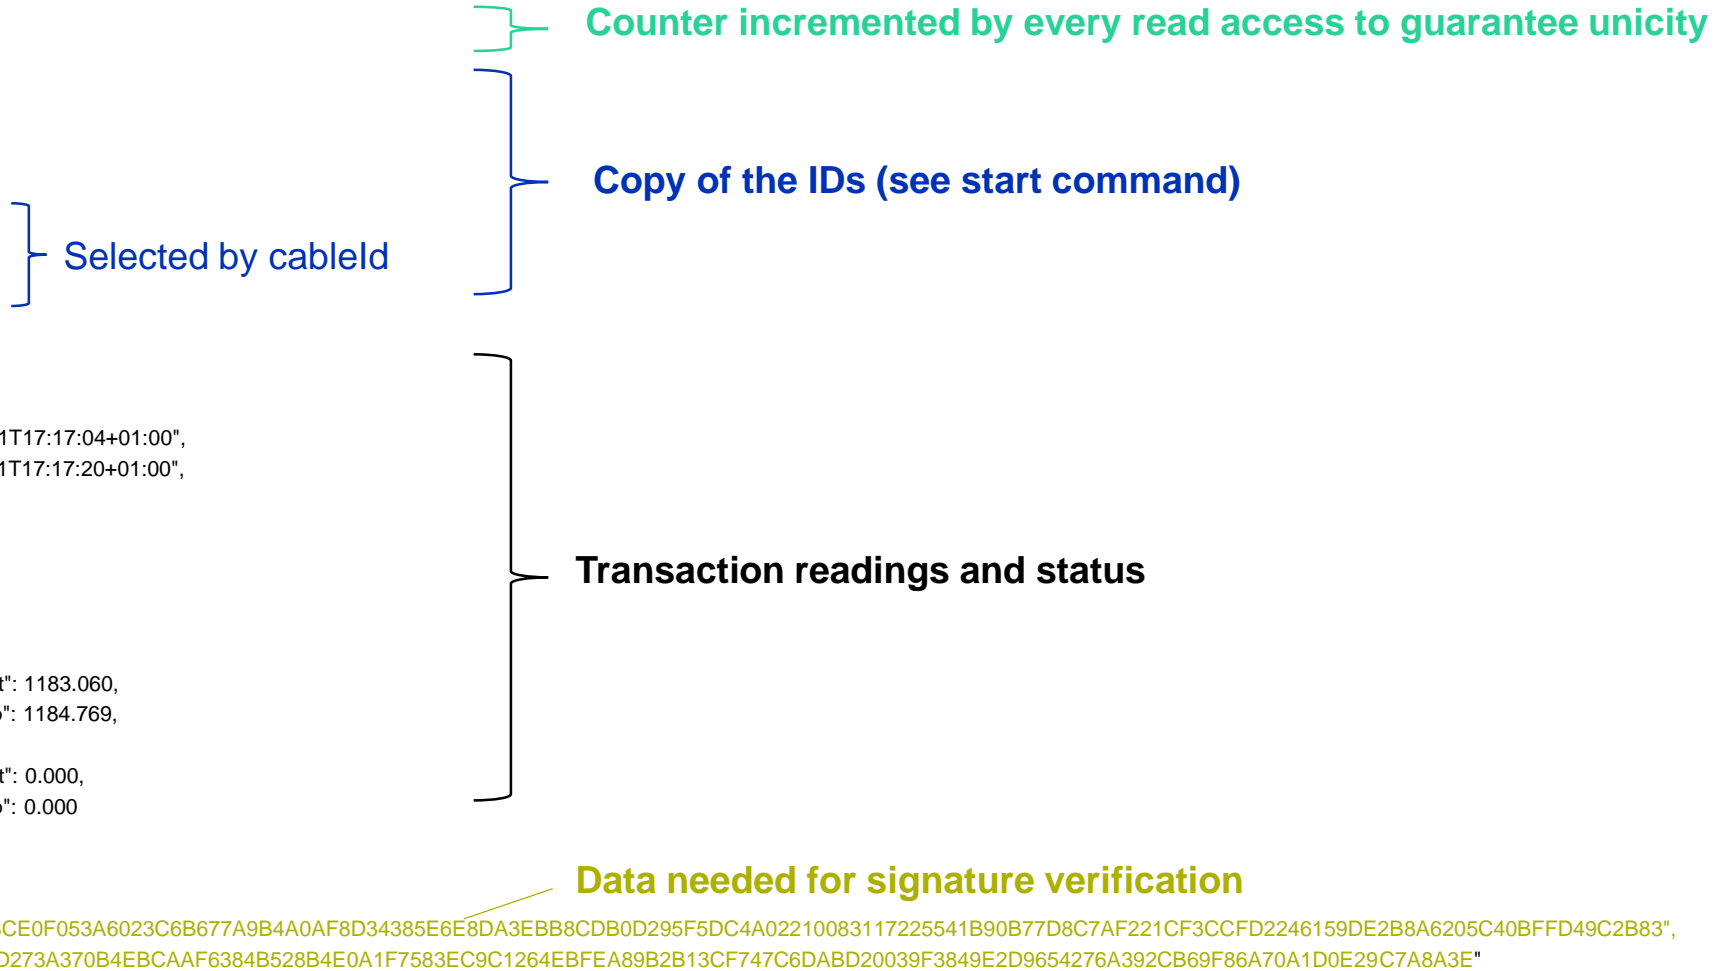 Counter incremented by every read access to guarantee unicity
Copy of the IDs (see start command)
Selected by cableId
1T17:17:04+01:00",
1T17:17:20+01:00",
Transaction readings and status
t": 1183.060,
": 1184.769,
t": 0.000,
": 0.000
Data needed for signature verification
CE0F053A6023C6B677A9B4A0AF8D34385E6E8DA3EBB8CDB0D295F5DC4A02210083117225541B90B77D8C7AF221CF3CCFD2246159DE2B8A6205C40BFFD49C2B83",
D273A370B4EBCAAF6384B528B4E0A1F7583EC9C1264EBFEA89B2B13CF747C6DABD20039F3849E2D9654276A392CB69F86A70A1D0E29C7A8A3E"